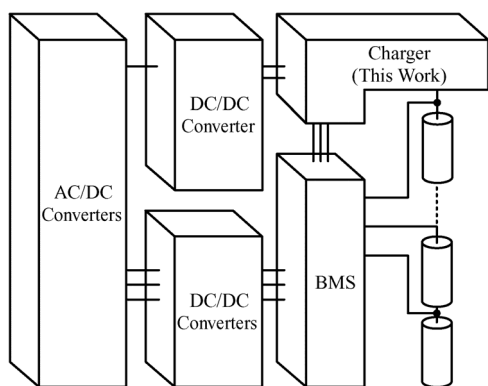 Charger
(This Work)
DC/DC
Converter
AC/DC
Converters
DC/DC
Converters
BMS